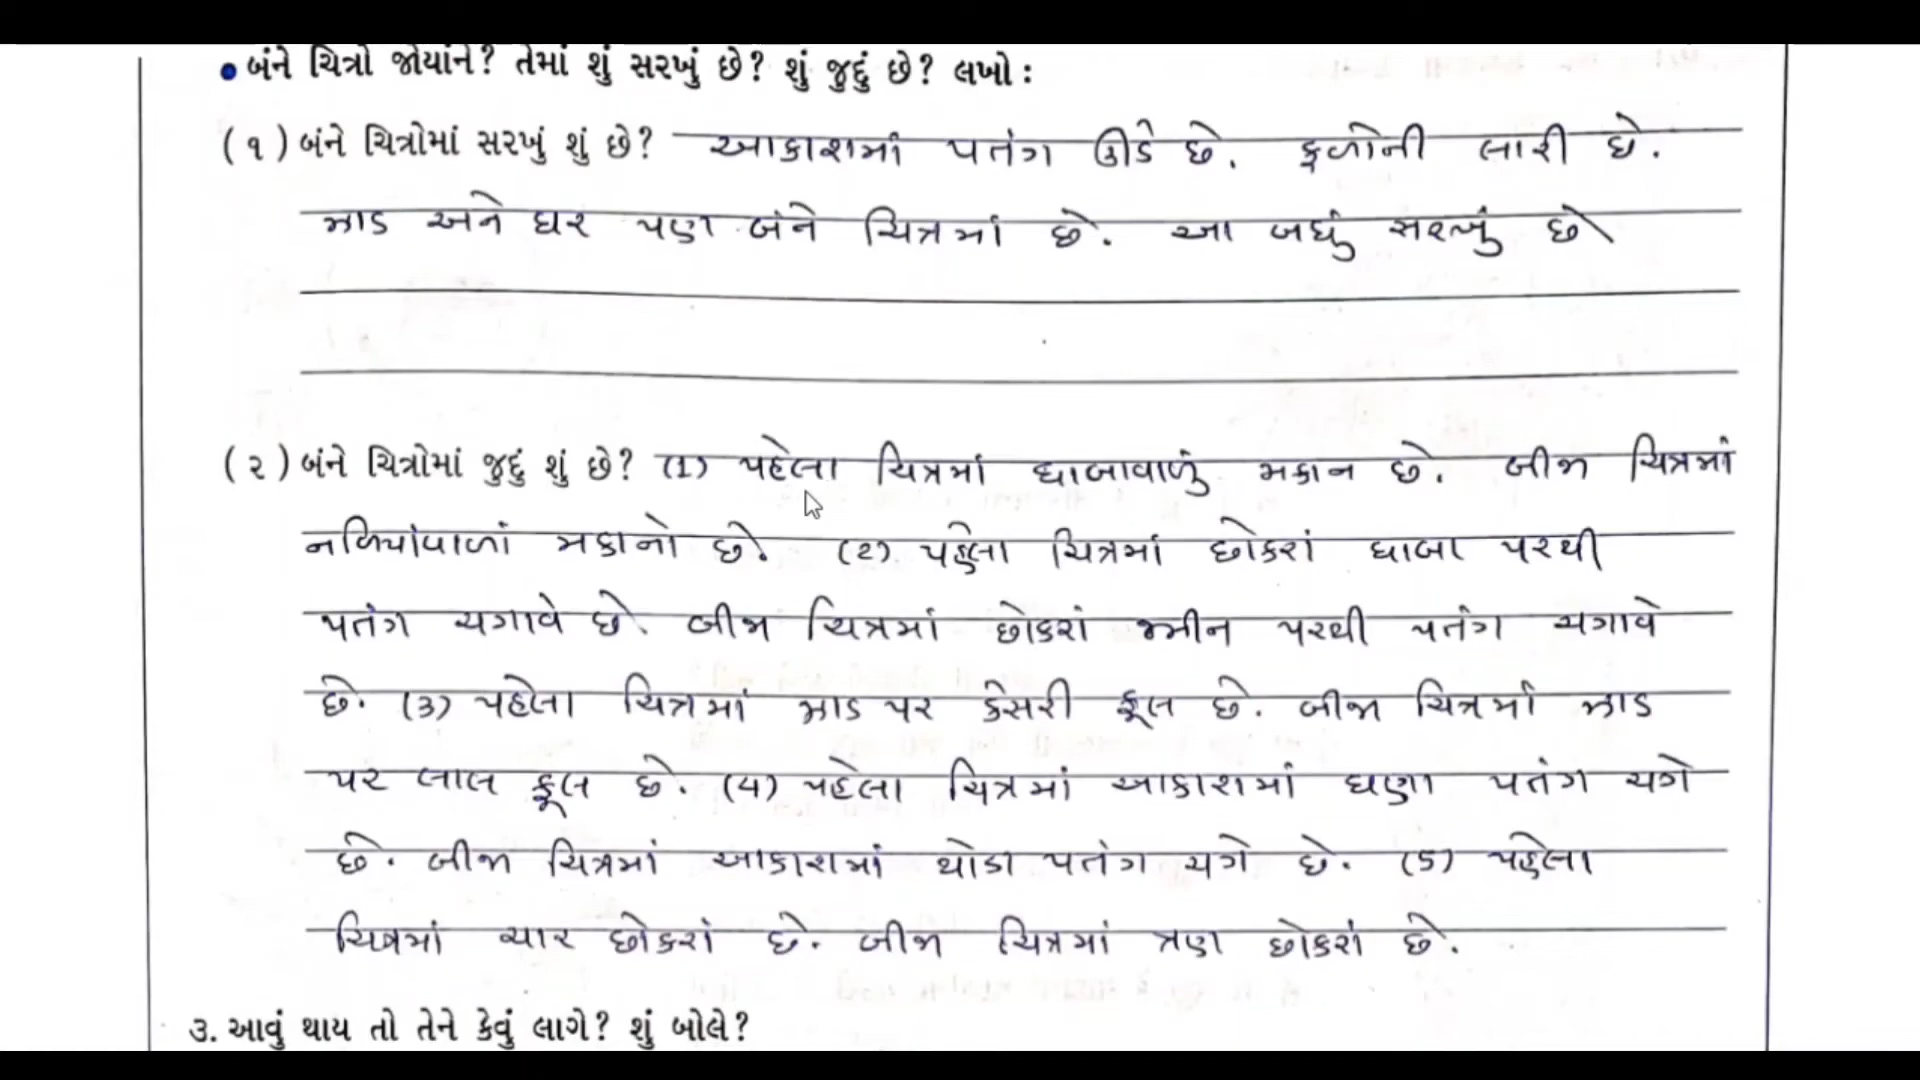 • બંને ચિત્રો જોયાંને? તેમાં શું સરખું છે? શું જુદું છે? લખો :
(૧) બંને ચિત્રોમાં સરખું શું છે? આકાશમાં પતંગ ઊડે છે. ફળોની લારી છે.
ઝાડ અને ઘર પણ બંને ચિત્રમાં છે. આ બધું સરખું છે
(૨) બંને ચિત્રોમાં જુદું શું છે? (1) પહેલા ચિત્રમાં ધાબાવાળું મકાન છે. બીજા ચિત્રમાં
નળિયાંવાળાં મકાનો છે. (2) પહેલા ચિત્રમાં છોકરાં ધાબા પરથી
પતંગ ચગાવે છે. બીજા ચિત્રમાં છોકરાં જમીન પરથી પતંગ ચગાવે
છે. (૩) પહેલા ચિત્રમાં ઝાડ પર કેસરી ફૂલ છે. બીજા ચિત્રમાં ઝાડ
પર લાલ ફૂલ છે. (4) પહેલા ચિત્રમાં આકાશમાં ઘણા પતંગ ચગે
છે. બીજા ચિત્રમાં આકાશમાં થોડા પતંગ ચગે છે. (5) પહેલા
ચિત્રમાં ચાર છોકરાં છે. બીજા ચિત્રમાં ત્રણ છોકરાં છે.
૩. આવું થાય તો તેને કેવું લાગે? શું બોલે?